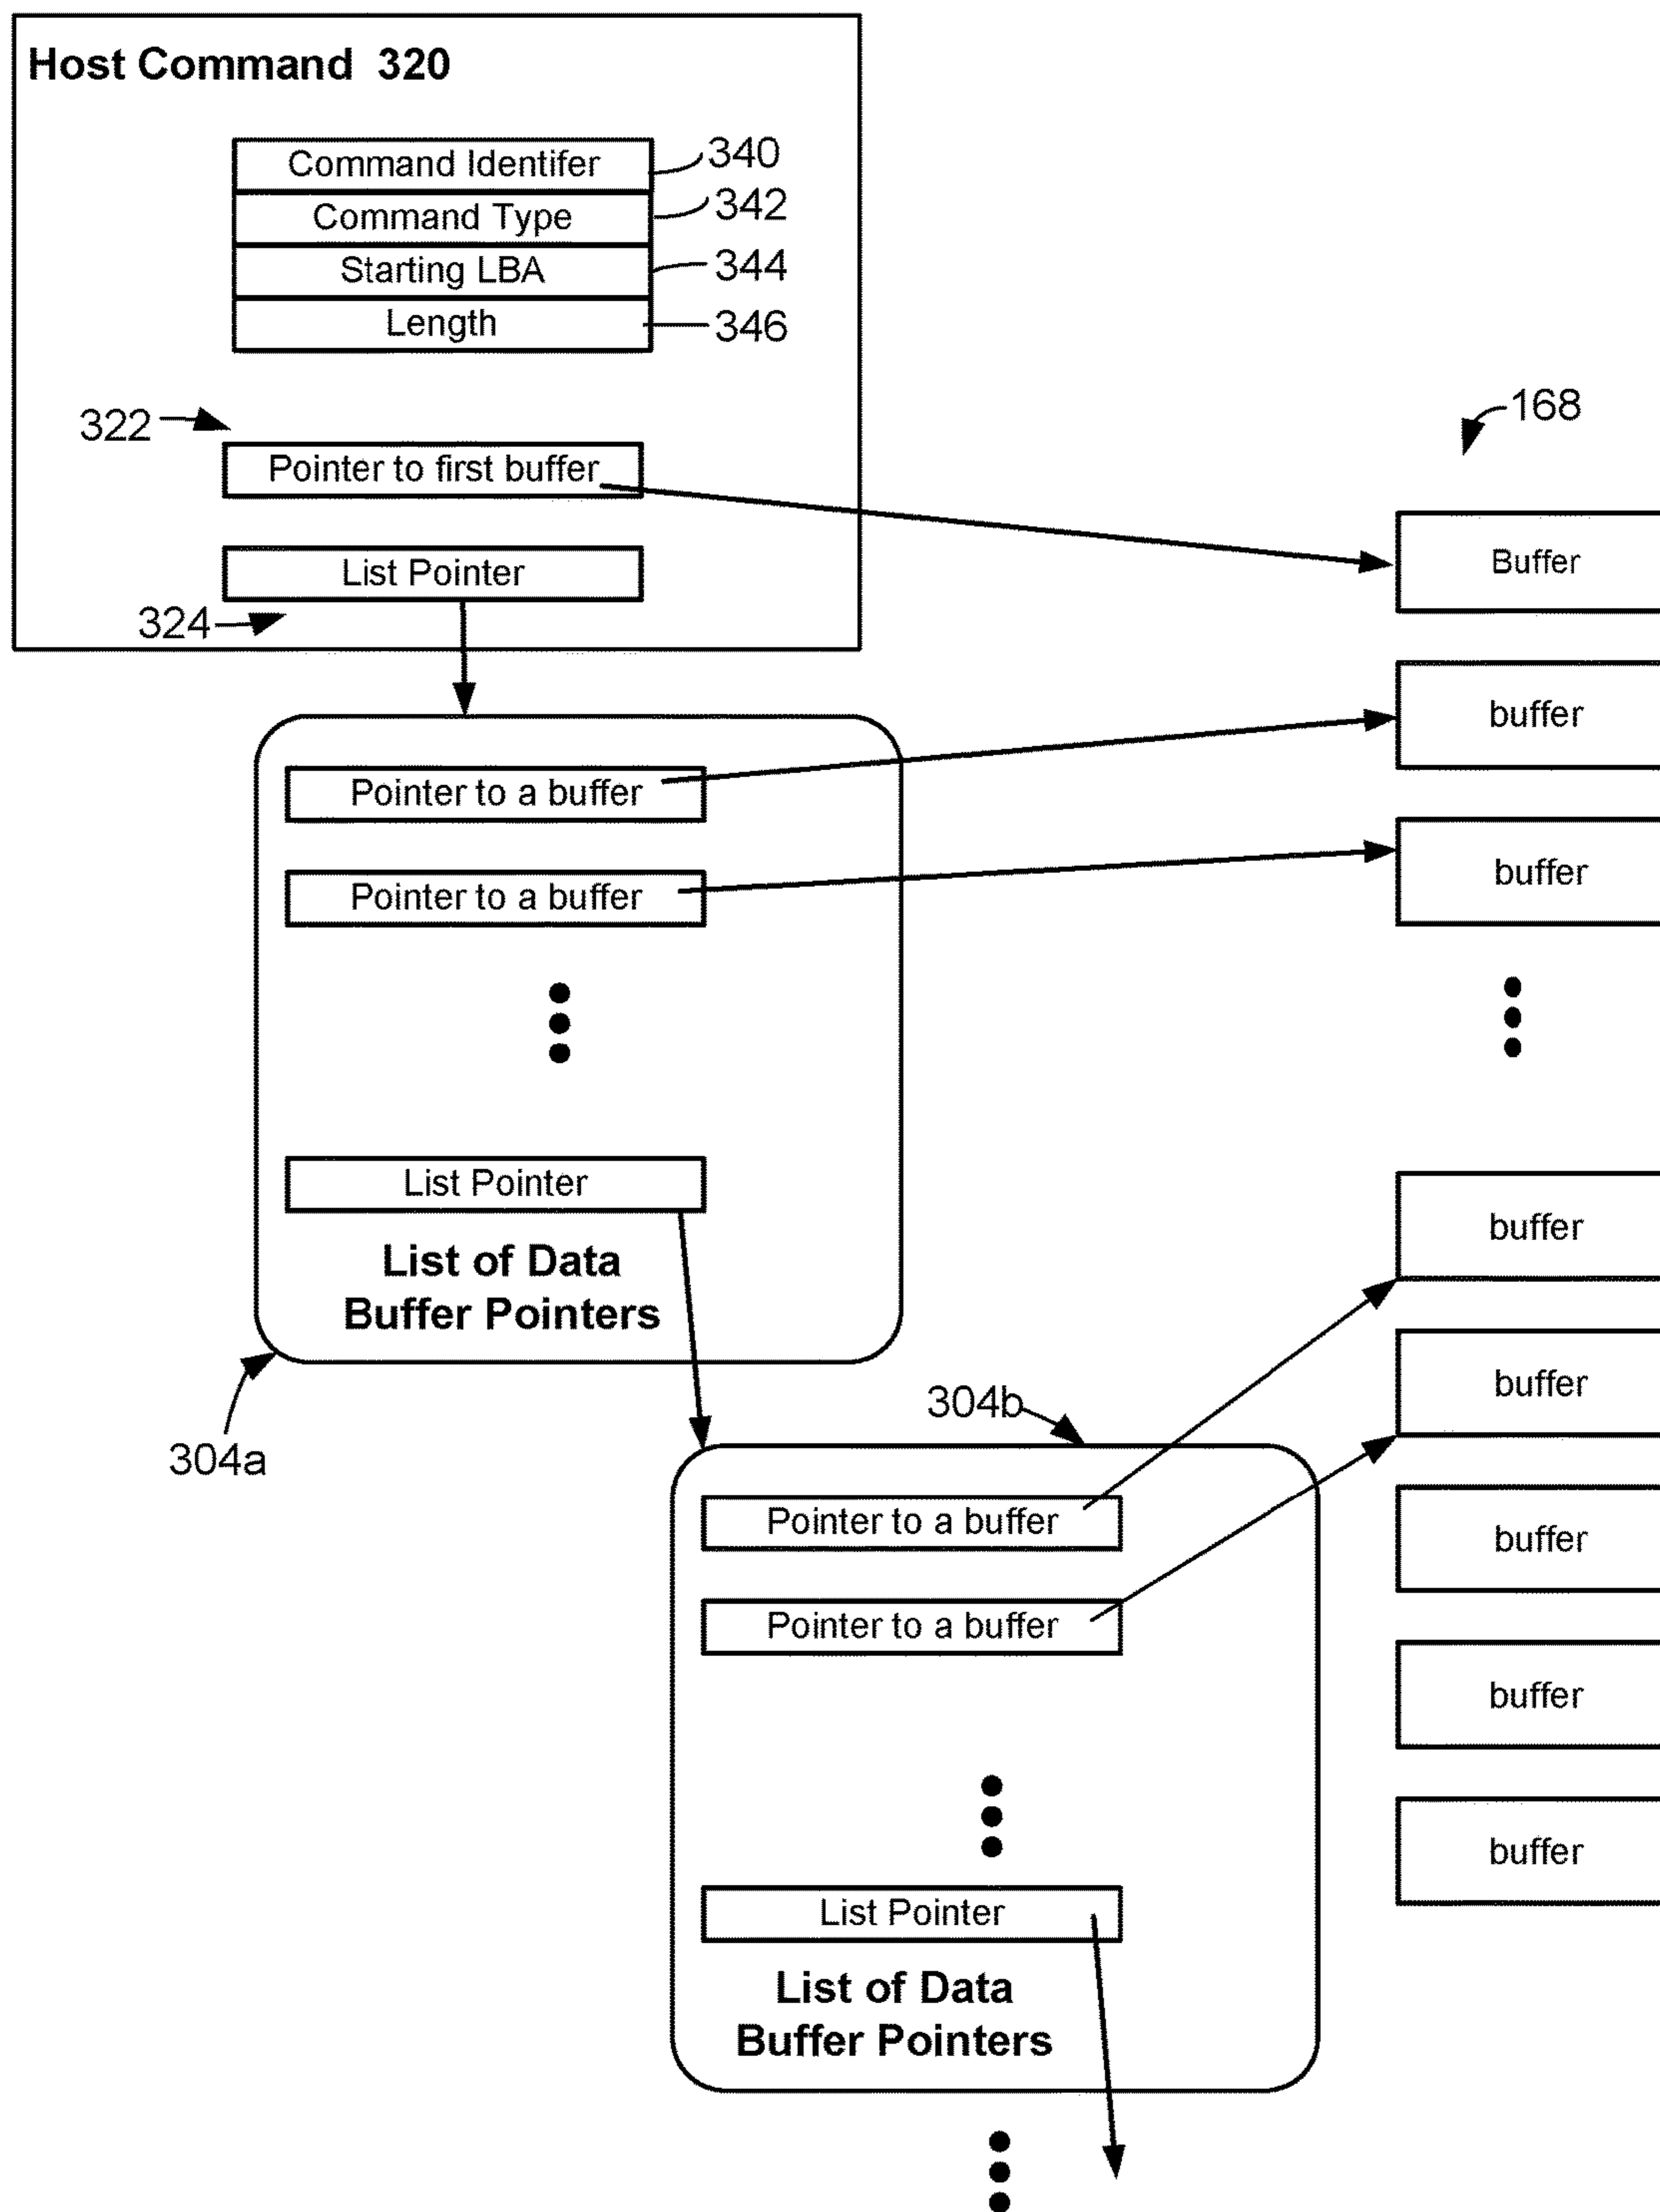 Host Command 320
Command Identifer
340
Command Type
342
Starting LBA
344
Length
346
322
Pointer to first buffer
168
Buffer
List Pointer
324
buffer
Pointer to a buffer
buffer
Pointer to a buffer
List Pointer
buffer
List of Data
Buffer Pointers
304a
buffer
304b
Pointer to a buffer
buffer
Pointer to a buffer
buffer
buffer
List Pointer
List of Data
Buffer Pointers